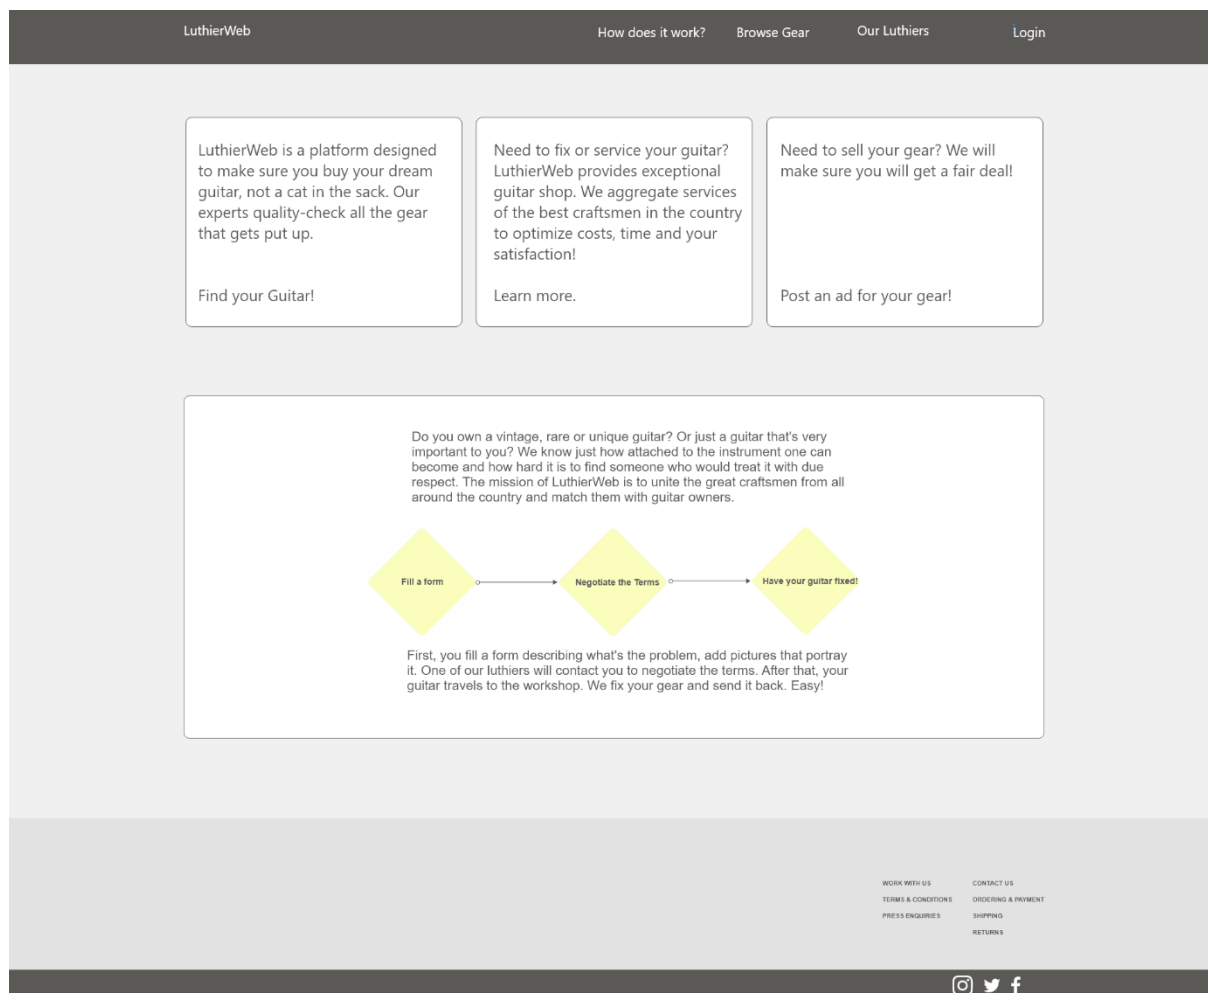 LuthierWeb
How does it work?
Browse Gear
Our Luthiers
Login
LuthierWeb is a platform designed
to make sure you buy your dream
guitar, not a cat in the sack. Our
experts quality-check all the gear
that gets put up.
Find your Guitar!
Need to fix or service your guitar?
LuthierWeb provides exceptional
guitar shop. We aggregate services
of the best craftsmen in the country
to optimize costs, time and your
satisfaction!
Learn more.
Need to sell your gear? We will
make sure you will get a fair deal!
Post an ad for your gear!
Do you own a vintage, rare or unique guitar? Or just a guitar that's very
important to you? We know just how attached to the instrument one can
become and how hard it is to find someone who would treat it with due
respect. The mission of LuthierWeb is to unite the great craftsmen from all
around the country and match them with guitar owners.
Fill a form
Negotiate the Terms
Have your guitar fixed!
First, you fill a form describing what's the problem, add pictures that portray
it. One of our luthiers will contact you to negotiate the terms. After that, your
guitar travels to the workshop. We fix your gear and send it back. Easy!
WORK WITH US
TERMS & CONDITIONS
PRESS ENQUIRIES
CONTACT US
ORDERING & PAYMENT
SHIPPING
RETURNS